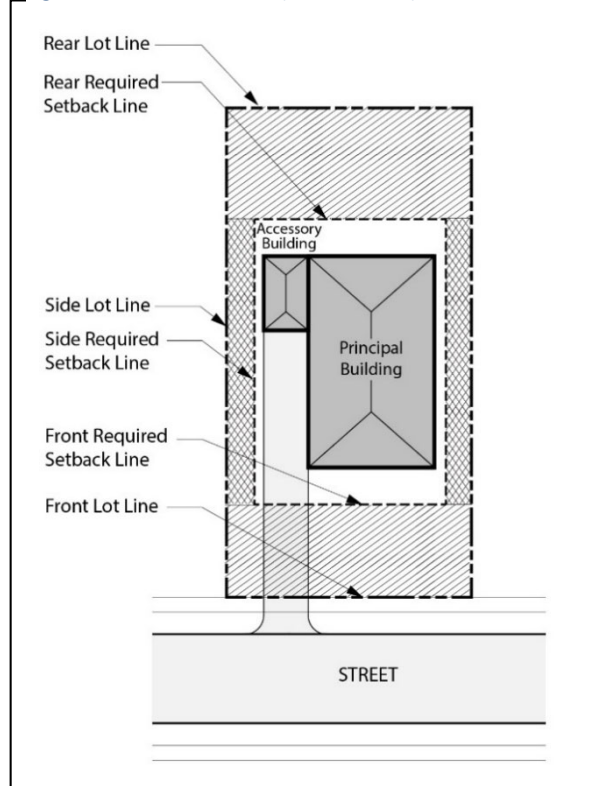 Rear Lot Line
Rear Required
Setback Line
Accessory
Building
Side Lot Line
Side Required
Setback Line
Principal
Building
Front Required
Setback Line
Front Lot Line
STREET